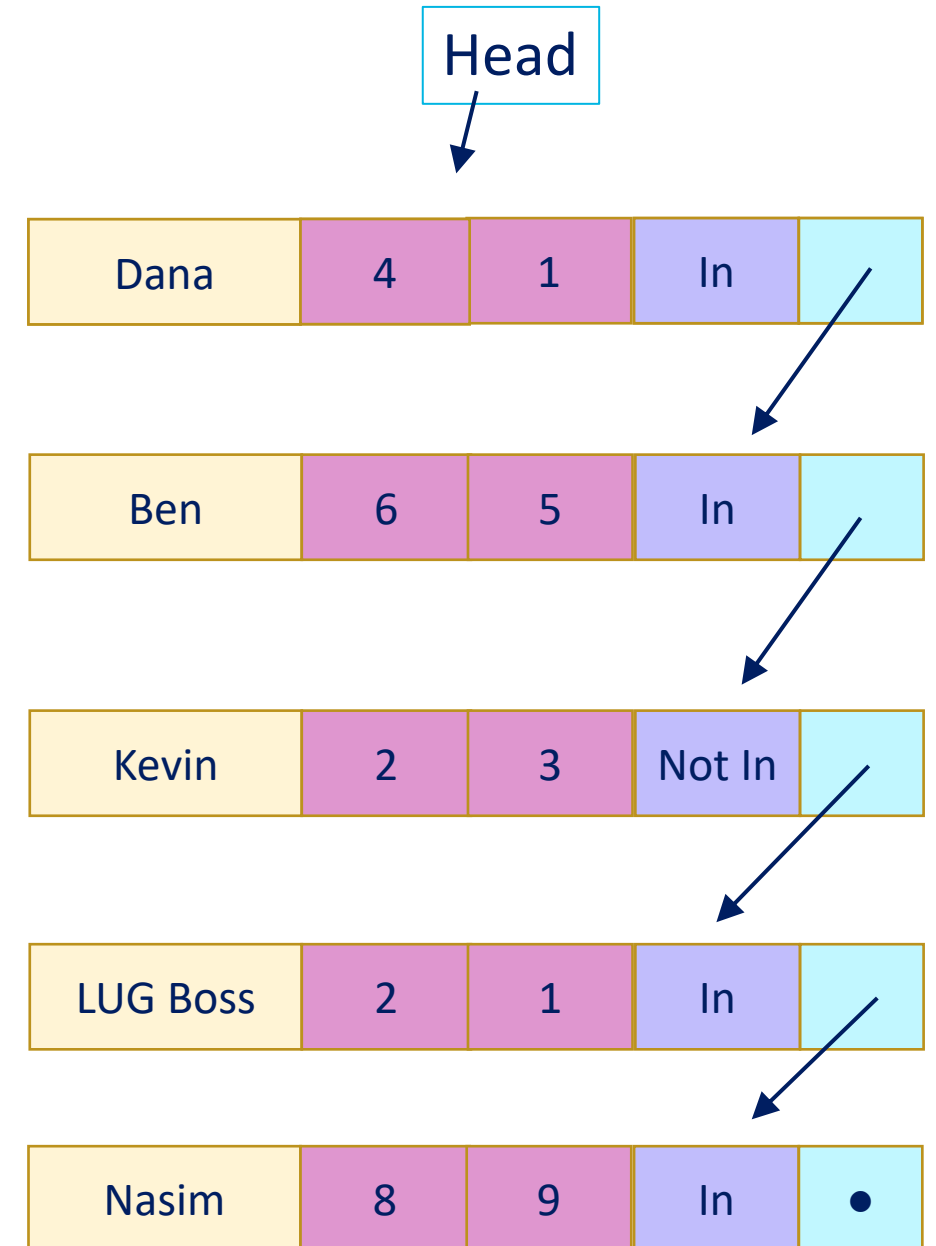 Head
Dana 4 1 In
Ben 6 5 In
Kevin 2 3 Not In
LUG Boss 2 1 In
Nasim 8 9 In